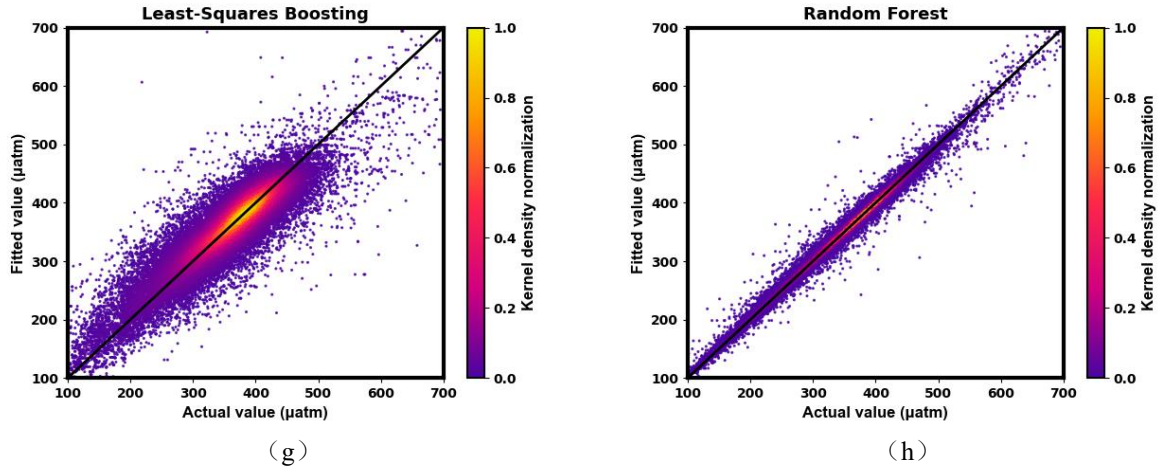 Least-Squares Boosting
700
600
500
400
300
200
100
Fitted value (µatm)
100 200 300 400 500 600 700
Actual value (µatm)
1.0
0.8
0.6
0.4
0.2
0.0
Kernel density normalization
（g）
Random Forest
700
600
500
400
300
200
100
Fitted value (µatm)
100 200 300 400 500 600 700
Actual value (µatm)
1.0
0.8
0.6
0.4
0.2
0.0
Kernel density normalization
（h）